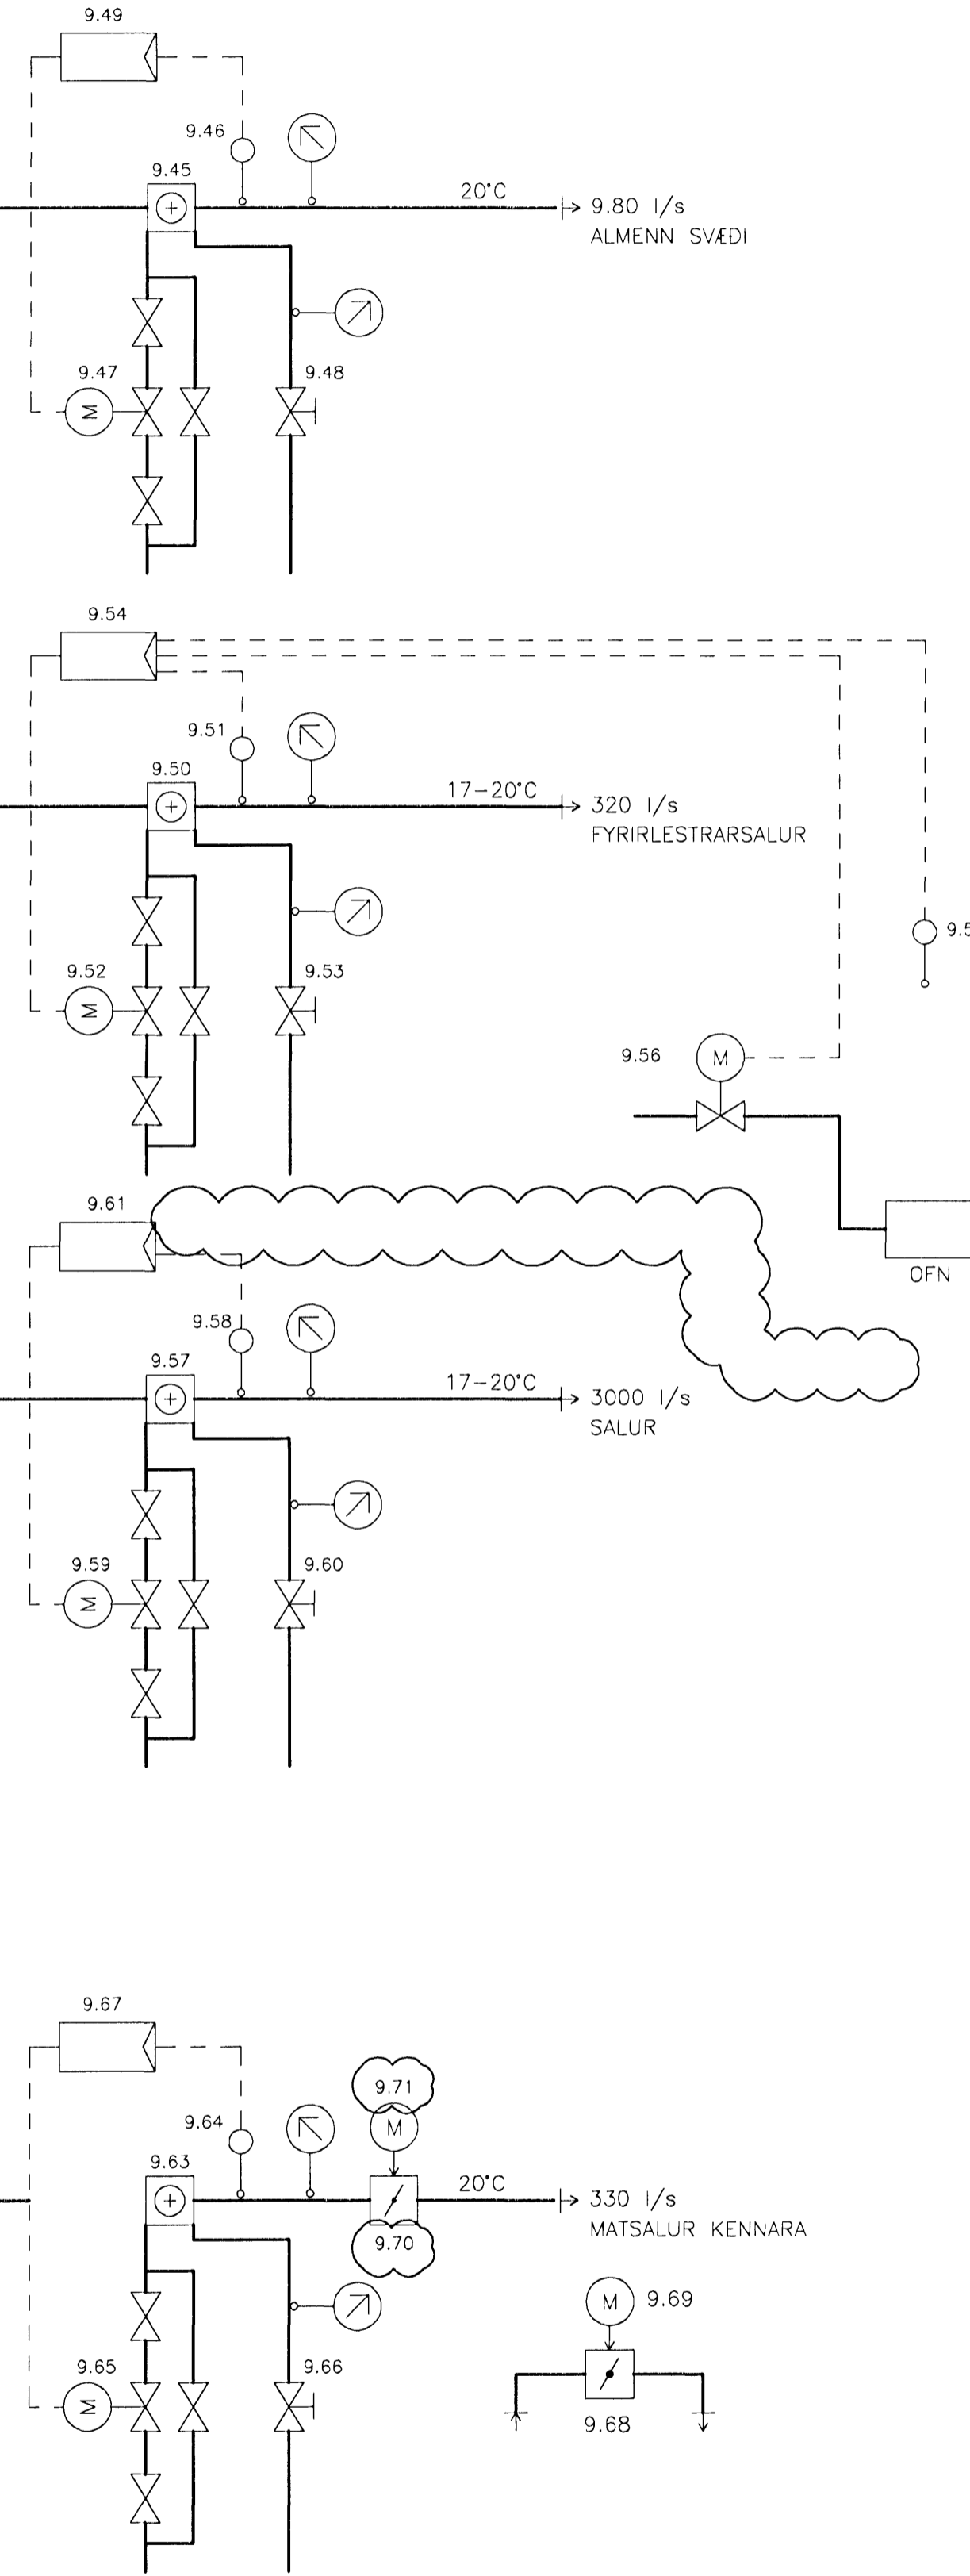 9.49
9.46
9.45
20°C
9.80 l/s
ALMENN SVÆÐI
9.47
M
9.48
9.54
9.51
9.50
17-20°C
320 l/s
FYRIRLESTRARSALUR
9.52
M
9.53
9.56
M
9.61
OFN
9.58
9.57
17-20°C
3000 l/s
SALUR
9.59
M
9.60
9.67
9.71
M
9.64
9.63
20°C
330 l/s
MATSALUR KENNARA
9.70
M
9.69
9.65
M
9.66
9.68